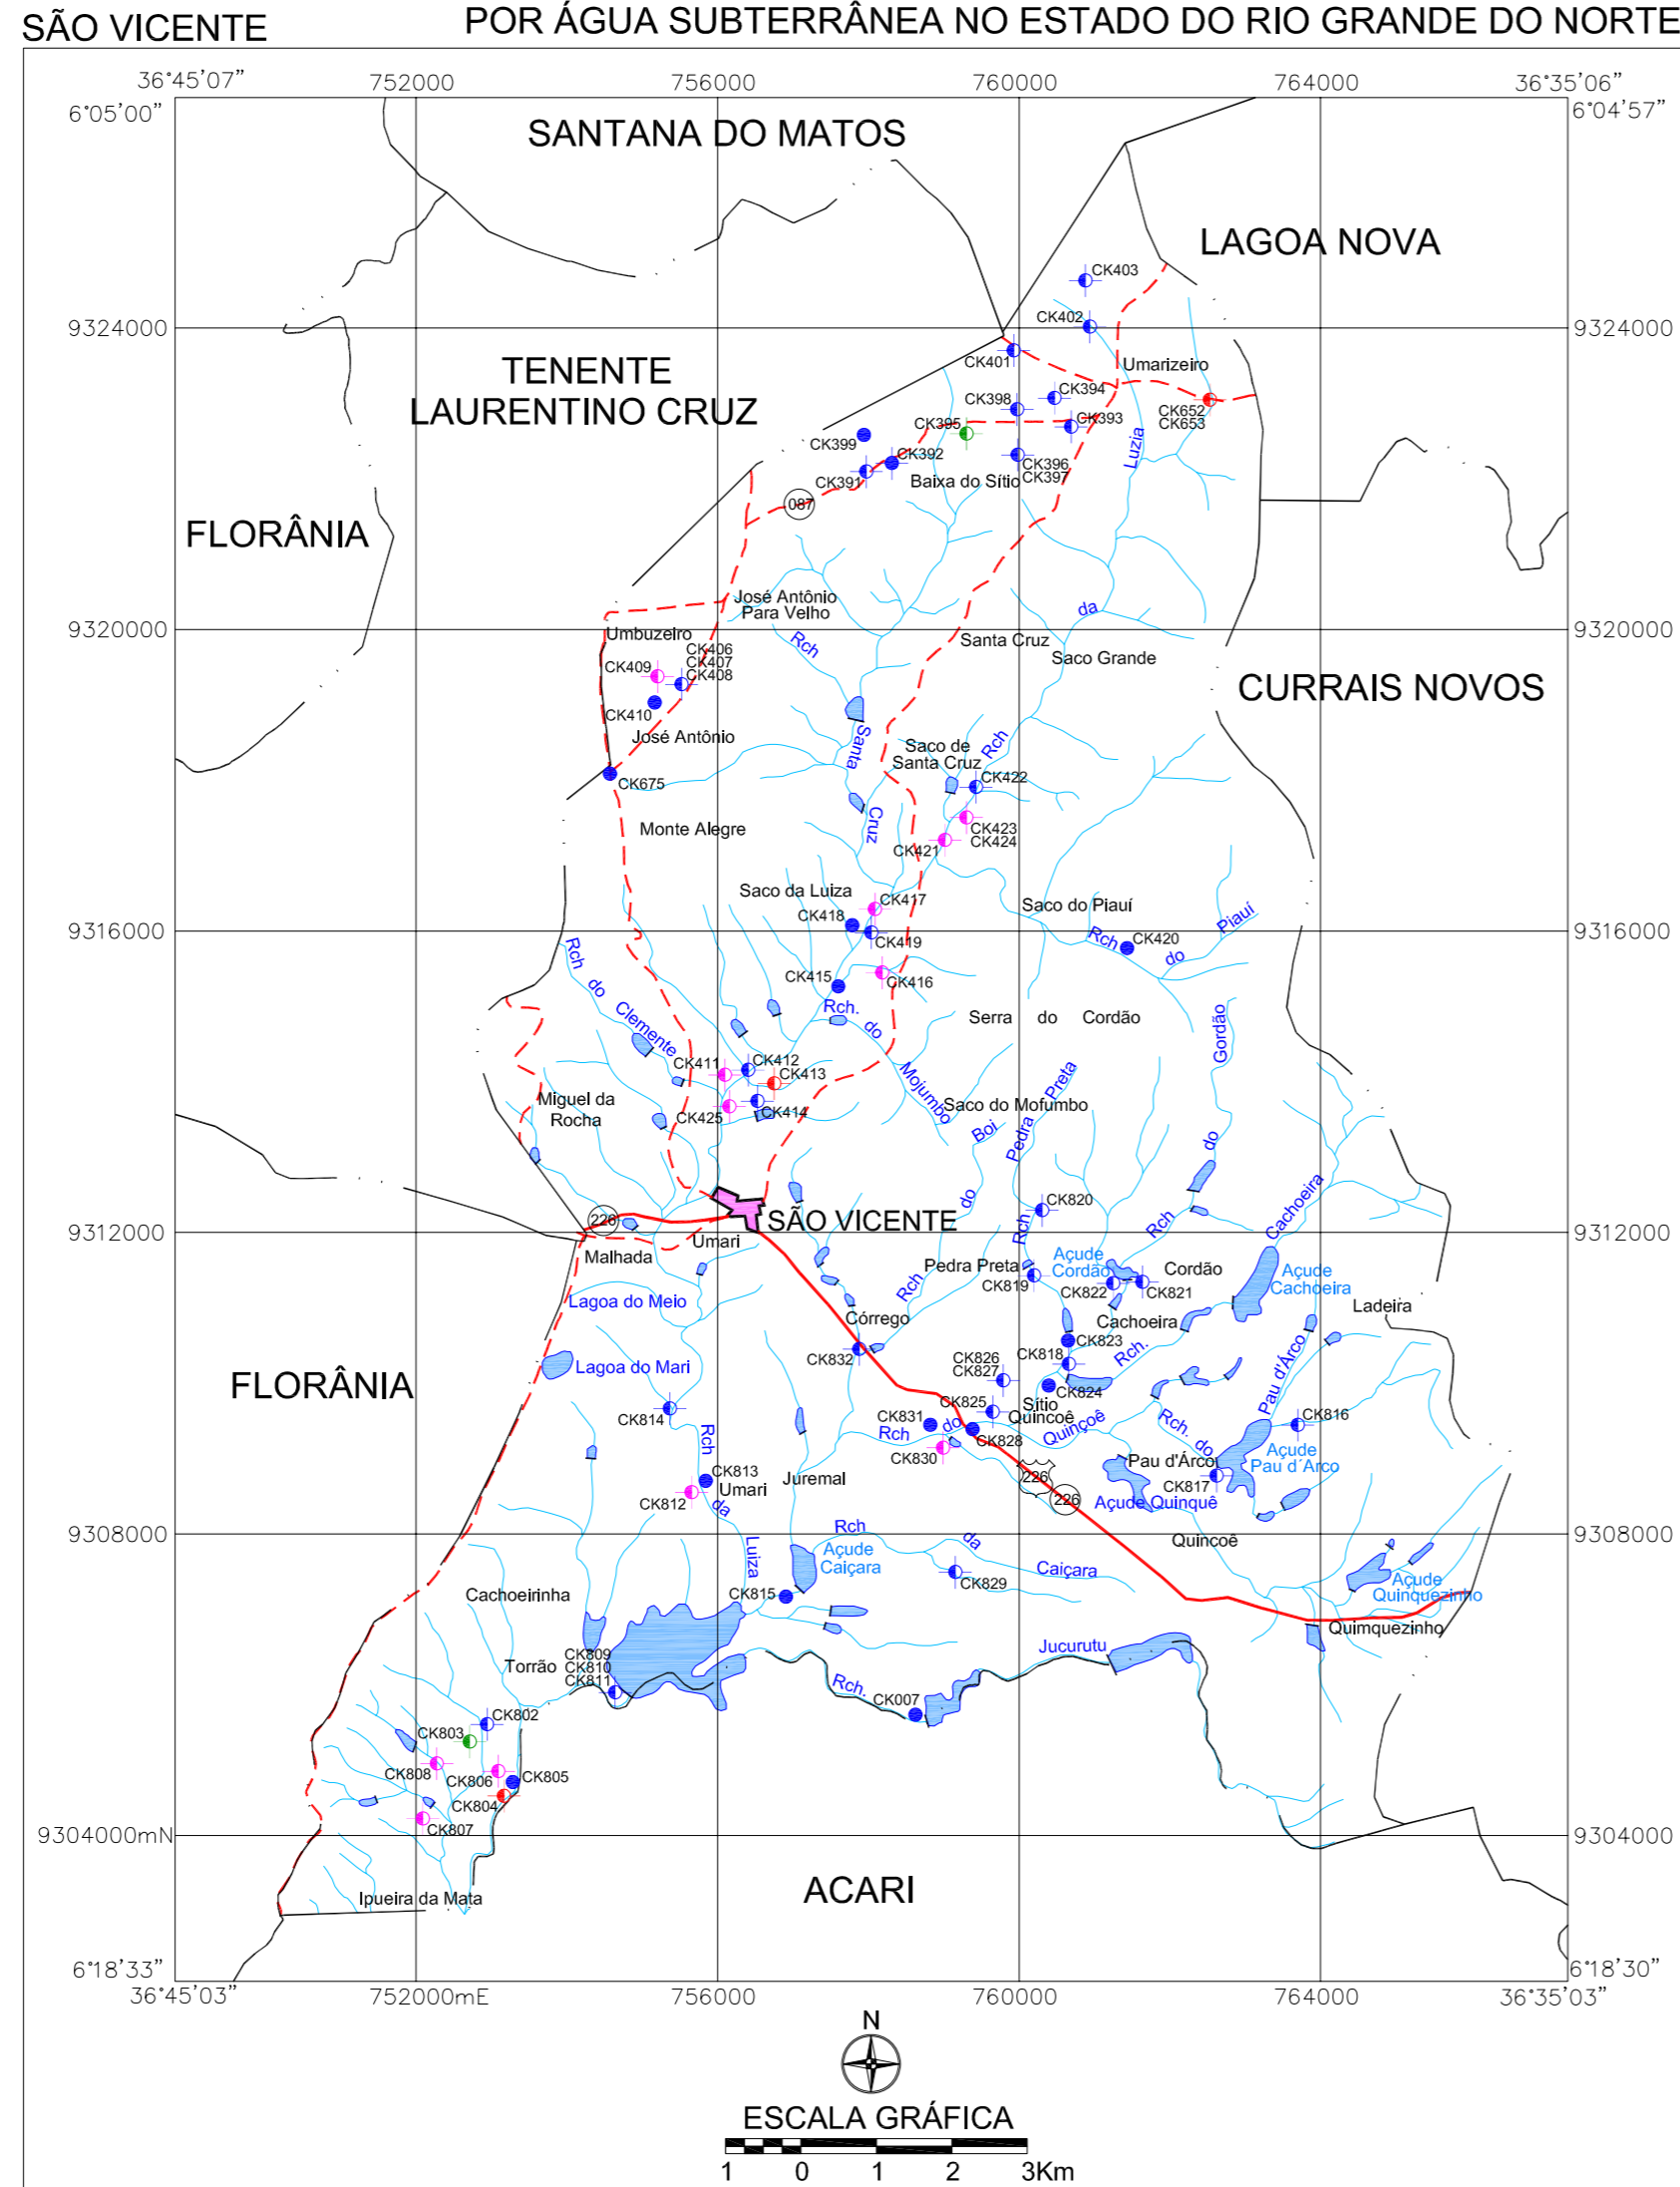 SÃO VICENTE
POR ÁGUA SUBTERRÂNEA NO ESTADO DO RIO GRANDE DO NORTE
36°45'07"
752000
756000
760000
764000
36°35'06"
6°05'00"
6°04'57"
SANTANA DO MATOS
LAGOA NOVA
CK403
9324000
CK402
9324000
CK401
Umarizeiro
TENENTE
LAURENTINO CRUZ
CK394
CK398
CK652
CK653
CK395
CK393
CK399
Luzia
CK392
CK396
CK397
CK391
Baixa do Sítio
087
FLORÂNIA
José Antônio
Para Velho
da
9320000
Umbuzeiro
Rch
Santa Cruz
9320000
CK406
CK407
CK408
CK409
Saco Grande
CURRAIS NOVOS
CK410
José Antônio
Santa
Saco de
Santa Cruz
Rch
CK675
CK422
Monte Alegre
Cruz
CK423
CK424
CK421
Saco da Luiza
CK417
Saco do Piauí
Piauí
CK418
9316000
CK419
Rch
CK420
9316000
Rch
do
Clemente
do
CK415
CK416
Rch.
do
Mojumbo
Serra do Cordão
Gordão
CK411
CK412
CK413
Preta
Pedra
Miguel da
Rocha
CK425
CK414
Saco do Mofumbo
Boi
do
Cachoeira
do
CK820
SÃO VICENTE
226
9312000
Umari
Rch
Rch
9312000
Malhada
Pedra Preta
Açude
Cordão
Cordão
CK819
CK822
CK821
Açude
Cachoeira
Rch
Lagoa do Meio
Córrego
Cachoeira
Ladeira
CK832
CK823
Rch.
Pau d'Árco
Lagoa do Mari
CK826
CK827
CK818
CK824
FLORÂNIA
CK814
CK825
Sítio
Quincoê
CK831
Rch
do
CK828
Quinçoê
Rch. do
CK816
Rch
CK830
Pau d'Árco
Açude
Pau d´Arco
CK813
Umari
Juremal
226
CK817
CK812
da
226
Açude Quinquê
9308000
Rch
da
Quincoê
9308000
Luiza
Açude
Caiçara
Caiçara
CK829
Açude
Quinquezinho
Cachoeirinha
CK815
Quimquezinho
Jucurutu
Torrão
CK809
CK810
CK811
Rch.
CK007
CK802
CK803
CK808
CK806
CK805
CK804
CK807
9304000mN
9304000
Ipueira da Mata
ACARI
6°18'33"
6°18'30"
36°45'03"
752000mE
756000
760000
764000
36°35'03"
N
ESCALA GRÁFICA
1 0 1 2 3Km